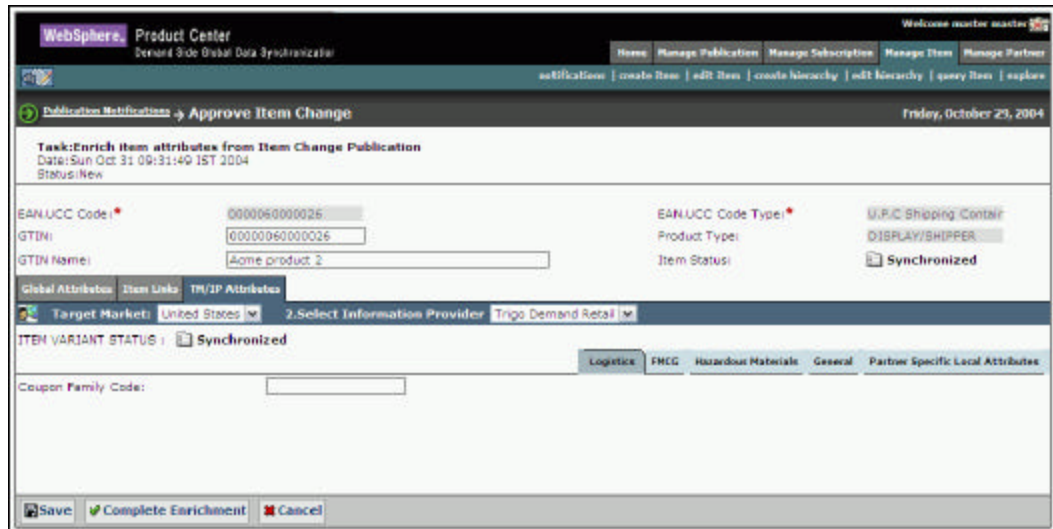 Welcome master master
WebSphere. Product Center
Demand Side Global Data Synchronization
Home Manage Publication Manage Subscription Manage Item Manage Partner
notifications | create item | edit item | create hierarchy | edit hierarchy | query item | explore
Publication Notifications → Approve Item Change Friday, October 29, 2004
Task:Enrich item attributes from Item Change Publication
Date:Sun Oct 31 09:31:49 IST 2004
Status:New
EAN.UCC Code:* 0000060000026 EAN.UCC Code Type:* U.P.C Shipping Contair
GTIN: 00000060000026 Product Type: DISPLAY/SHIPPER
GTIN Name: Acme product 2 Item Status: Synchronized
Global Attributes Item Links TM/IP Attributes
Target Market: United States 2.Select Information Provider Trigo Demand Retail
ITEM VARIANT STATUS : Synchronized
Logistics FMCG Hazardous Materials General Partner Specific Local Attributes
Coupon Family Code:
Save Complete Enrichment Cancel